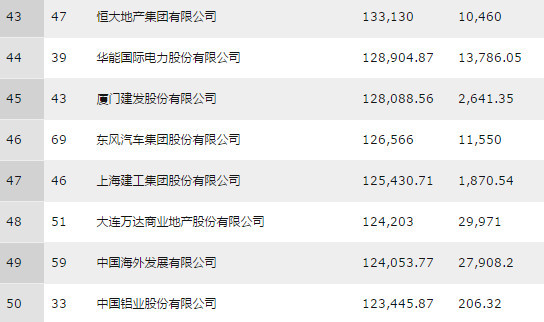 43 47 恒大地产集团有限公司 133,130 10,460
44 39 华能国际电力股份有限公司 128,904.87 13,786.05
45 43 厦门建发股份有限公司 128,088.56 2,641.35
46 69 东风汽车集团股份有限公司 126,566 11,550
47 46 上海建工集团股份有限公司 125,430.71 1,870.54
48 51 大连万达商业地产股份有限公司 124,203 29,971
49 59 中国海外发展有限公司 124,053.77 27,908.2
50 33 中国铝业股份有限公司 123,445.87 206.32